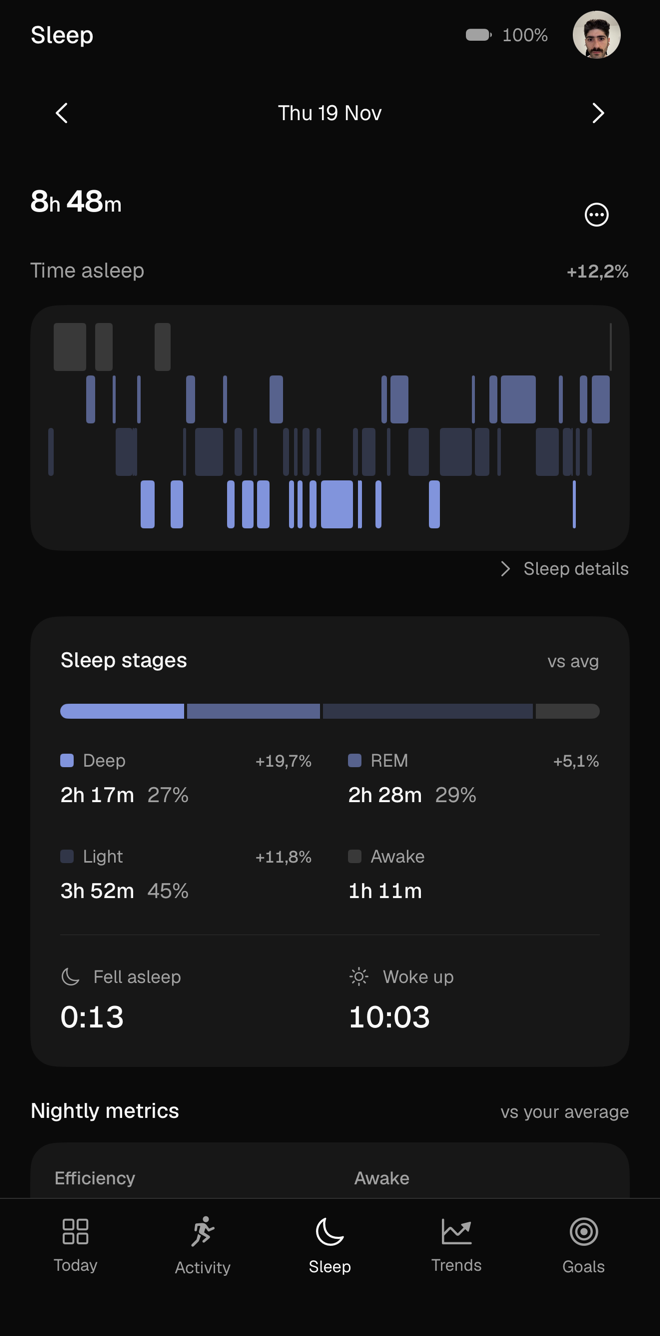 Sleep
100%
Thu 19 Nov
8h 48m
Time asleep
+12,2%
Sleep details
Sleep stages
vs avg
Deep
+19,7%
REM
+5,1%
2h 17m 27%
2h 28m 29%
Light
+11,8%
Awake
3h 52m 45%
1h 11m
Fell asleep
Woke up
0:13
10:03
Nightly metrics
vs your average
Efficiency
Awake
Today
Activity
Sleep
Trends
Goals